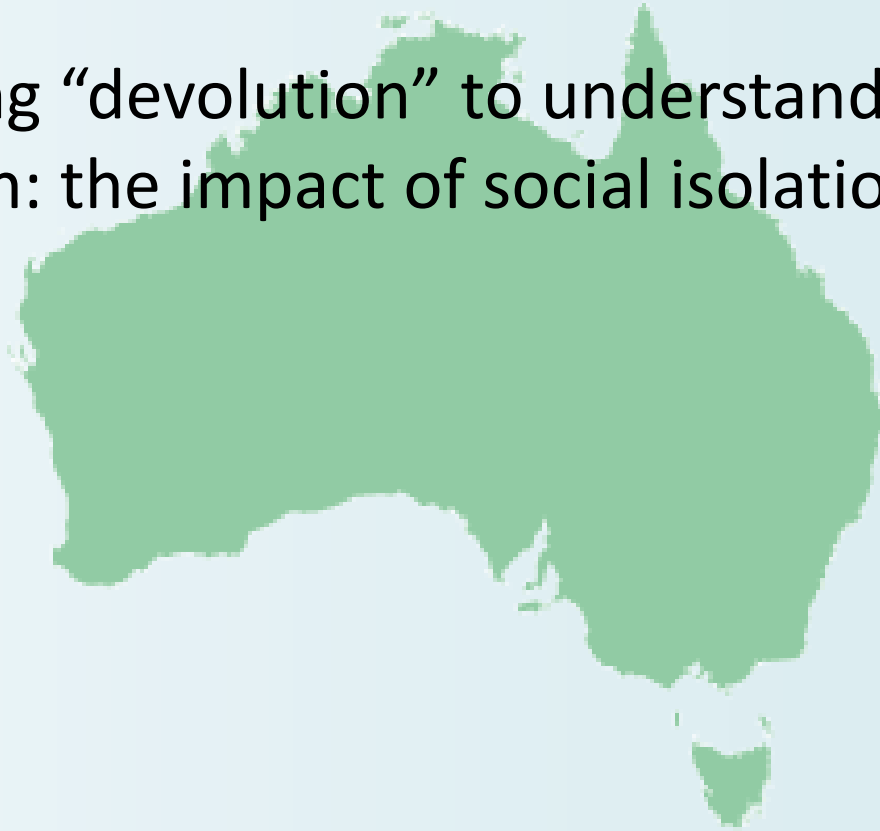 g “devolution” to understand
: the impact of social isolatio